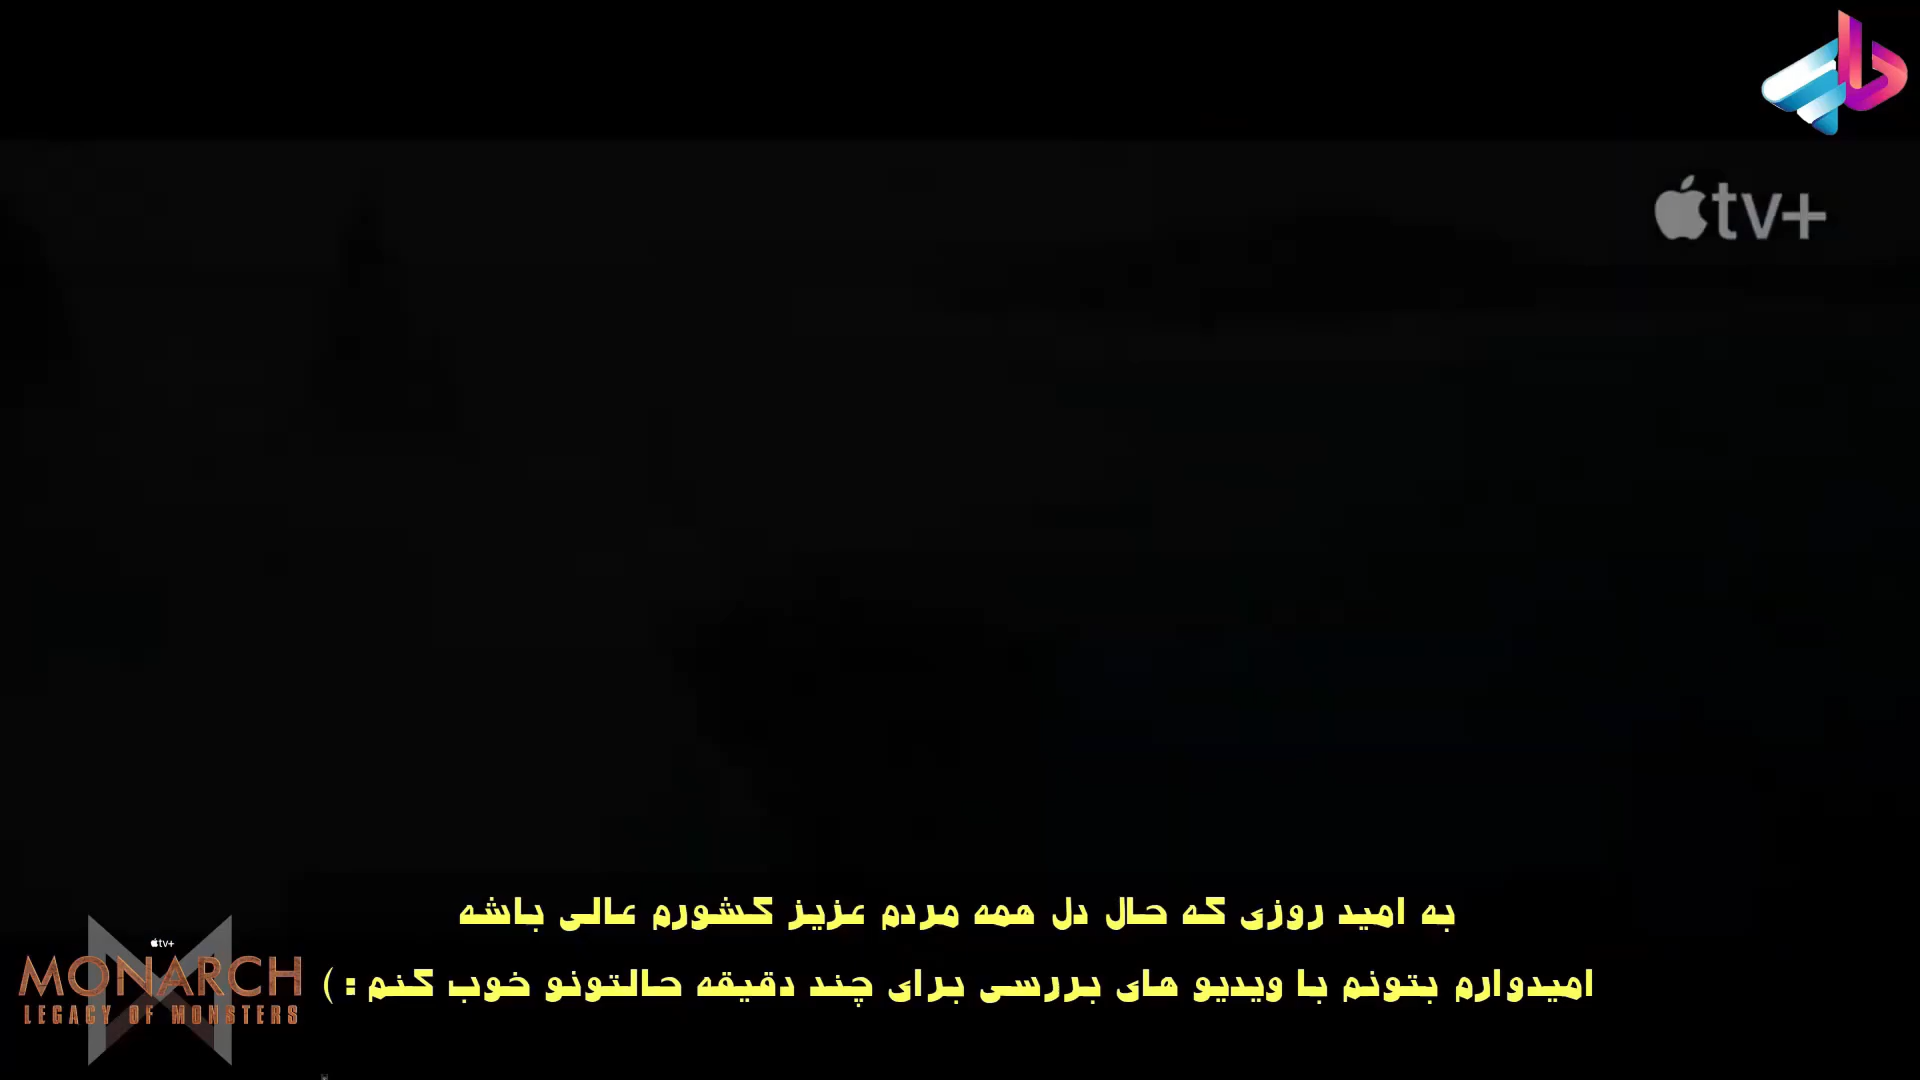 tv+
به امید روزی که حال دل همه مردم عزیز کشورم عالی باشه
امیدوارم بتونم با ویدیو های بررسی برای چند دقیقه حالتونو خوب کنم : )
tv+
MONARCH
LEGACY OF MONSTERS